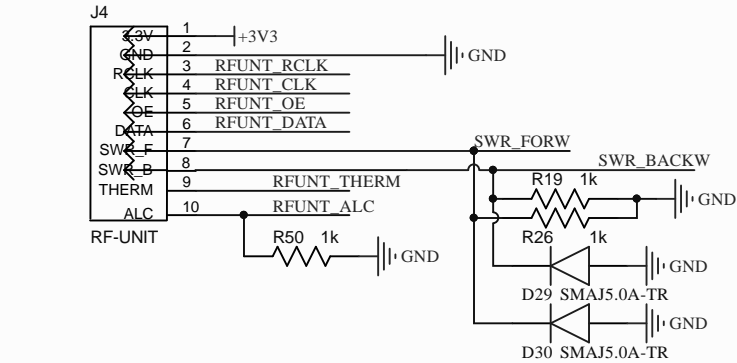 J4
3.3V 1 +3V3
GND 2 GND
RCLK 3 RFUNT_RCLK
CLK 4 RFUNT_CLK
OE 5 RFUNT_OE
DATA 6 RFUNT_DATA
SWR_F 7 SWR_FORW
SWR_B 8 SWR_BACKW
THERM 9 RFUNT_THERM
R19 1k
GND
ALC 10 RFUNT_ALC
RF-UNIT
R50 1k
GND
R26 1k
GND
D29 SMAJ5.0A-TR
GND
D30 SMAJ5.0A-TR